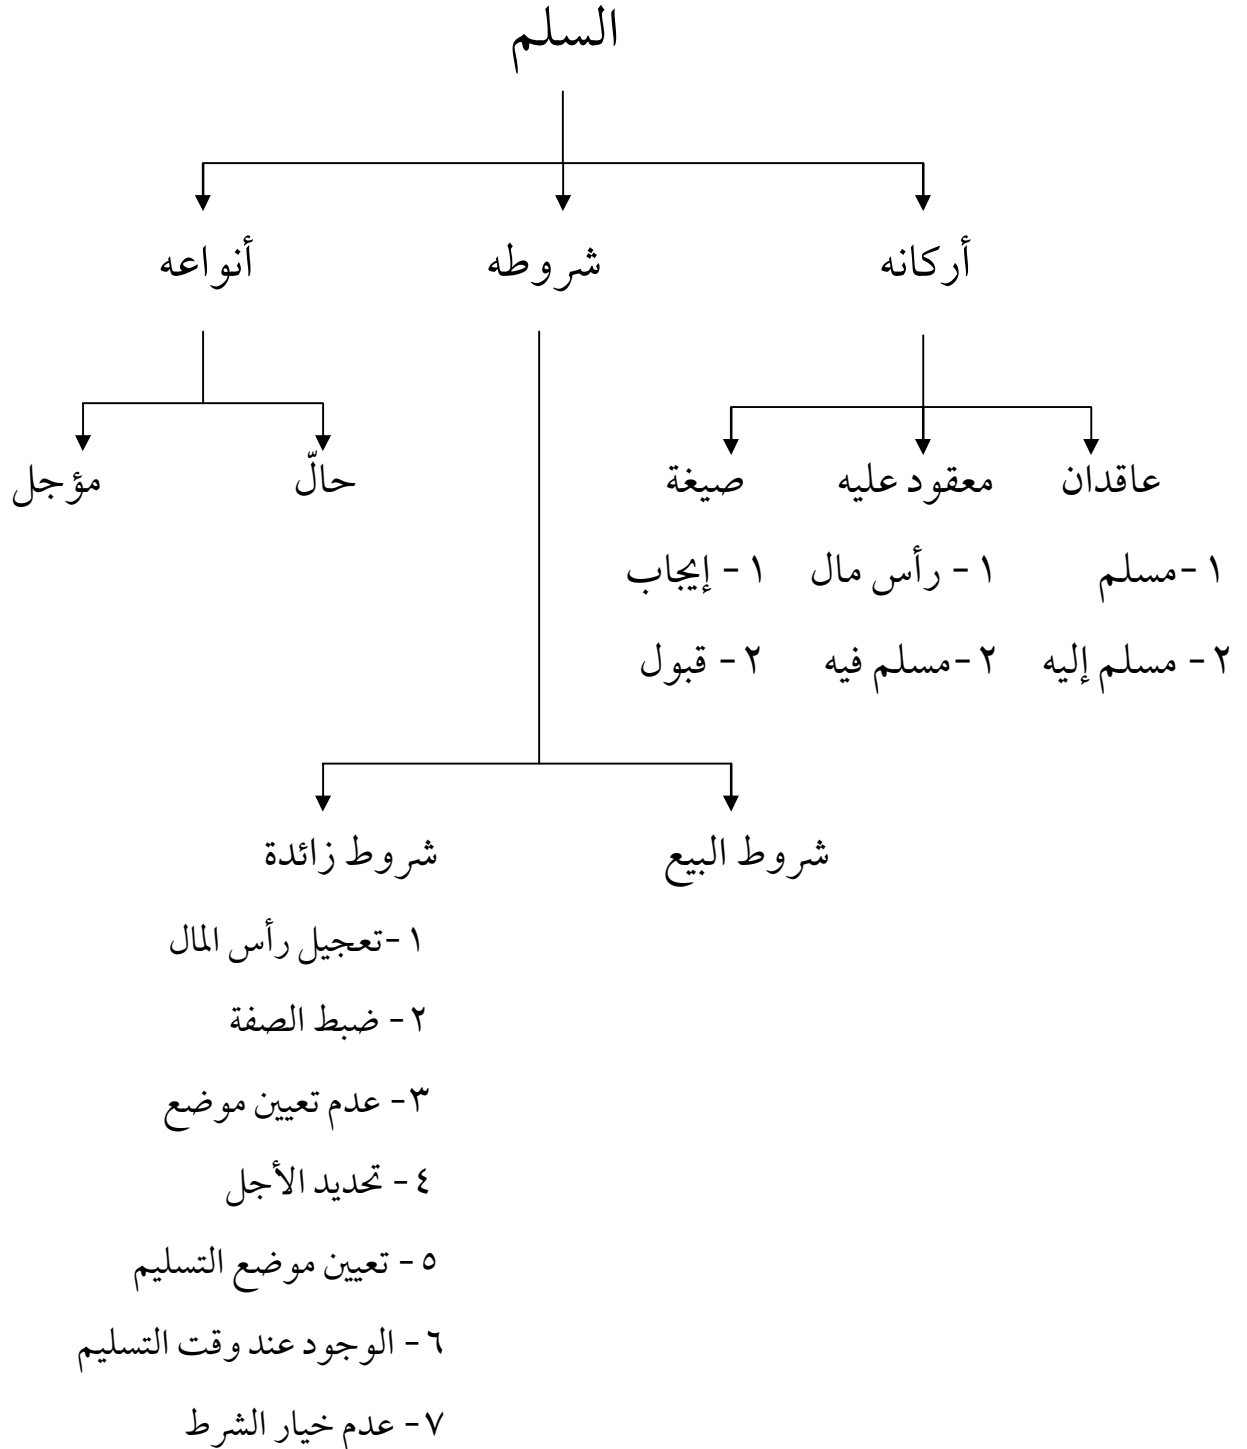 السلم
أركانه شروطه أنواعه
عاقدان معقود عليه صيغة حالّ مؤجل
١ -مسلم ١ - رأس مال ١ - إيجاب
٢ - مسلم إليه ٢ -مسلم فيه ٢ - قبول
شروط البيع شروط زائدة
١ -تعجيل رأس المال
٢ - ضبط الصفة
٣- عدم تعيين موضع
٤ - تحديد الأجل
٥ - تعيين موضع التسليم
٦ - الوجود عند وقت التسليم
٧- عدم خيار الشرط